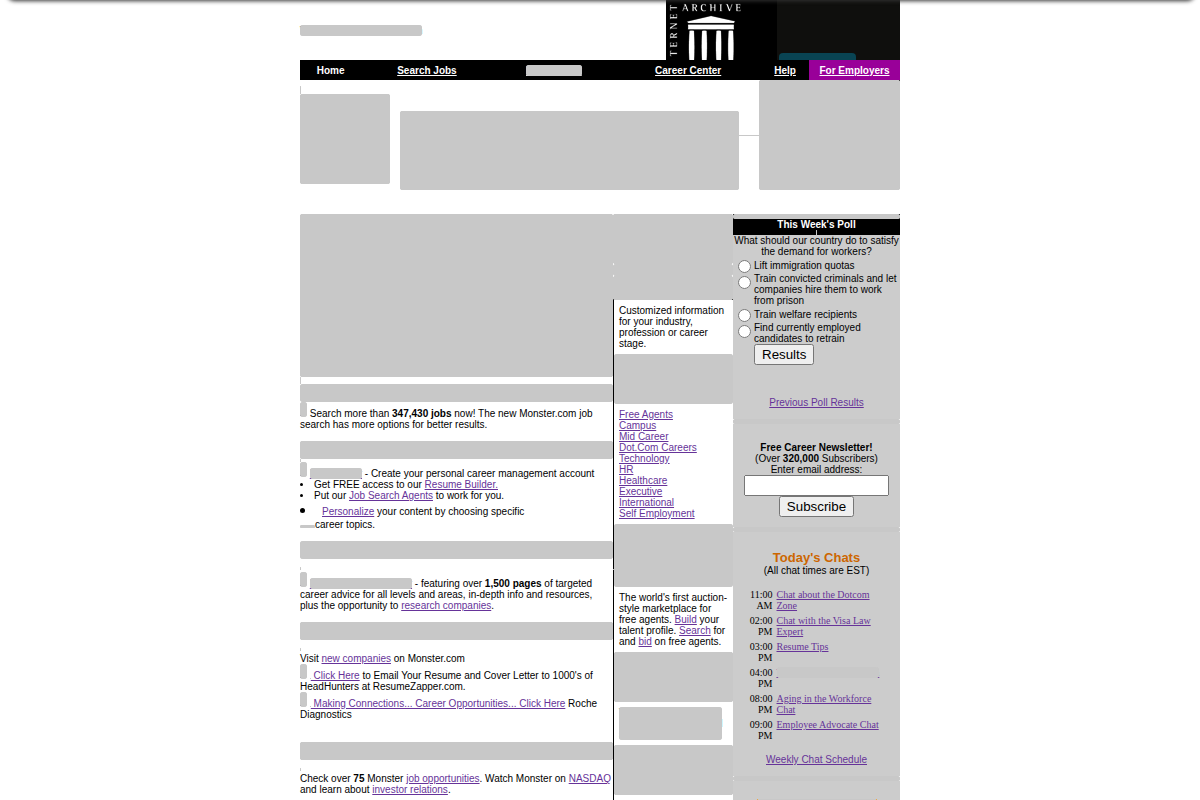 TERNET
ARCHIVE
Home
Search Jobs
Career Center
Help
For Employers
This Week's Poll
What should our country do to satisfy
the demand for workers?
Lift immigration quotas
Train convicted criminals and let
companies hire them to work
from prison
Train welfare recipients
Find currently employed
candidates to retrain
Results
Previous Poll Results
Customized information
for your industry,
profession or career
stage.
Search more than 347,430 jobs now! The new Monster.com job
search has more options for better results.
Free Agents
Campus
Mid Career
Dot.Com Careers
Technology
HR
Healthcare
Executive
International
Self Employment
Free Career Newsletter!
(Over 320,000 Subscribers)
Enter email address:
Subscribe
- Create your personal career management account
• Get FREE access to our Resume Builder.
• Put our Job Search Agents to work for you.
• Personalize your content by choosing specific
career topics.
Today's Chats
(All chat times are EST)
- featuring over 1,500 pages of targeted
career advice for all levels and areas, in-depth info and resources,
plus the opportunity to research companies.
The world's first auction-
style marketplace for
free agents. Build your
talent profile. Search for
and bid on free agents.
11:00 Chat about the Dotcom
AM Zone
02:00 Chat with the Visa Law
PM Expert
03:00 Resume Tips
PM
04:00
PM
08:00 Aging in the Workforce
PM Chat
09:00 Employee Advocate Chat
PM
Weekly Chat Schedule
Visit new companies on Monster.com
Click Here to Email Your Resume and Cover Letter to 1000's of
HeadHunters at ResumeZapper.com.
Making Connections... Career Opportunities... Click Here Roche
Diagnostics
Check over 75 Monster job opportunities. Watch Monster on NASDAQ
and learn about investor relations.